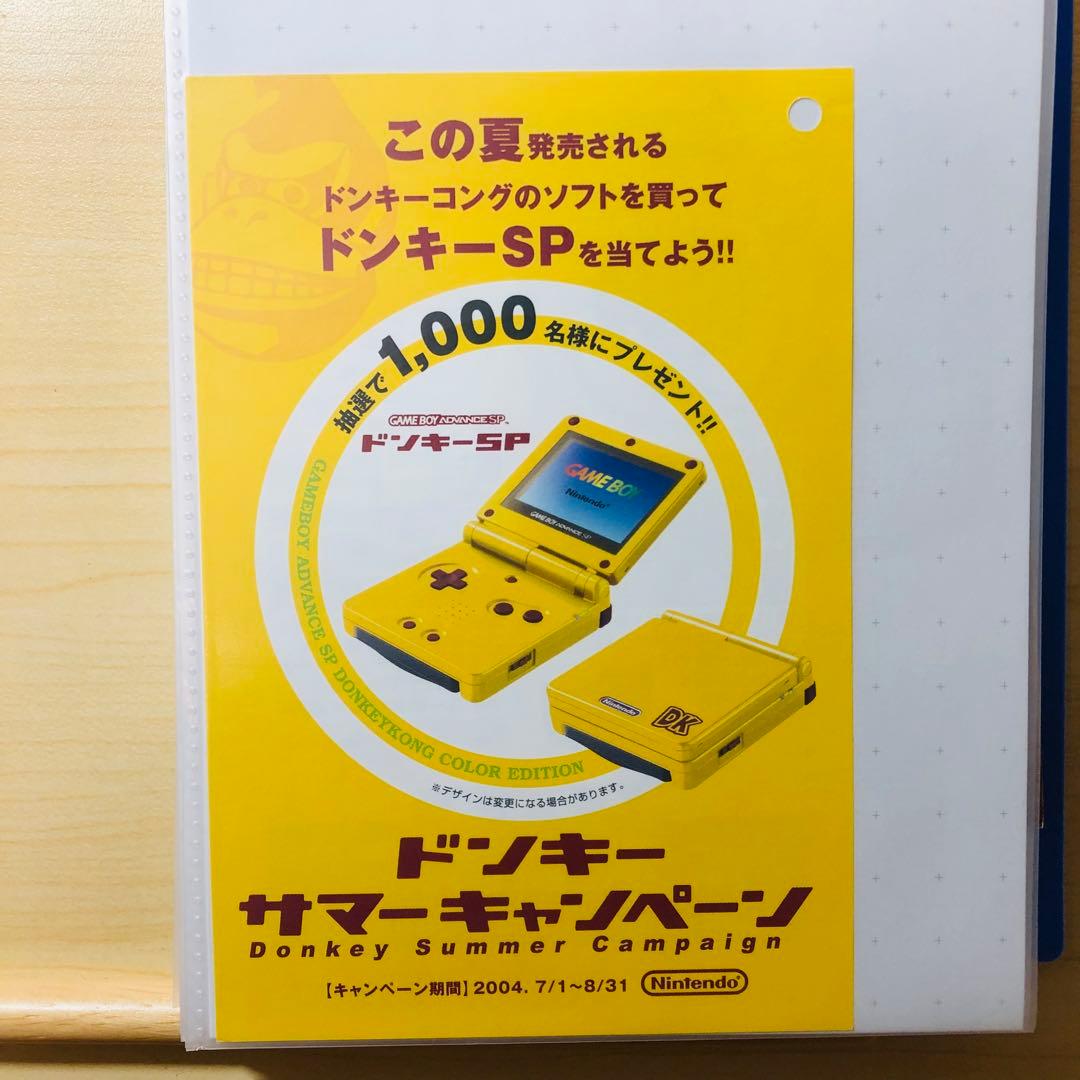 この夏発売される
ドンキーコングのソフトを買って
ドンキーSPを当てよう!!
抽選で1,000名様にプレゼント!!
GAME BOY ADVANCE SP™
ドンキーSP
GAME BOY
Nintendo®
GAME BOY ADVANCE SP
Nintendo
DK
GAMEBOY ADVANCE SP DONKEYKONG COLOR EDITION
※デザインは変更になる場合があります。
ドンキー
サマーキャンペーン
Donkey Summer Campaign
【キャンペーン期間】2004. 7/1〜8/31 Nintendo®